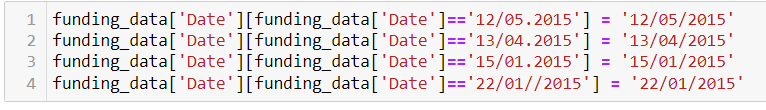 1 funding_data['Date'][funding_data['Date']=='12/05.2015'] = '12/05/2015'
2 funding_data['Date'][funding_data['Date']=='13/04.2015'] = '13/04/2015'
3 funding_data['Date'][funding_data['Date']=='15/01.2015'] = '15/01/2015'
4 funding_data['Date'][funding_data['Date']=='22/01//2015'] = '22/01/2015'